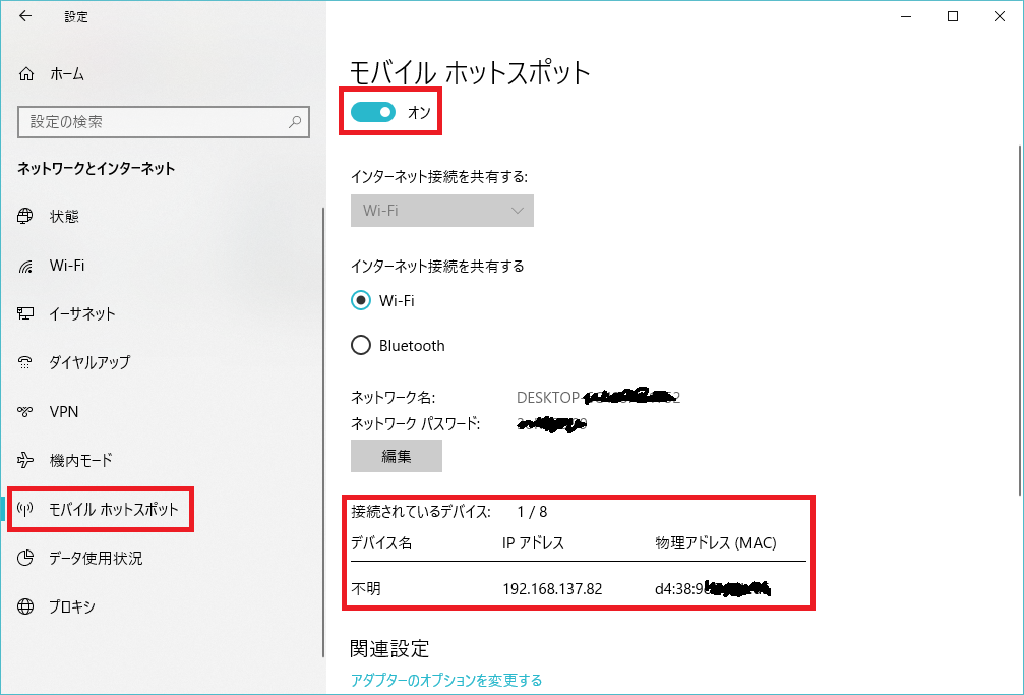 設定
ホーム
設定の検索
ネットワークとインターネット
状態
Wi-Fi
イーサネット
ダイヤルアップ
VPN
機内モード
モバイル ホットスポット
データ使用状況
プロキシ
モバイル ホットスポット
オン
インターネット接続を共有する:
Wi-Fi
インターネット接続を共有する
Wi-Fi
Bluetooth
ネットワーク名: DESKTOP-
ネットワーク パスワード:
編集
接続されているデバイス: 1 / 8
デバイス名 IP アドレス 物理アドレス (MAC)
不明 192.168.137.82 d4:38:9
関連設定
アダプターのオプションを変更する